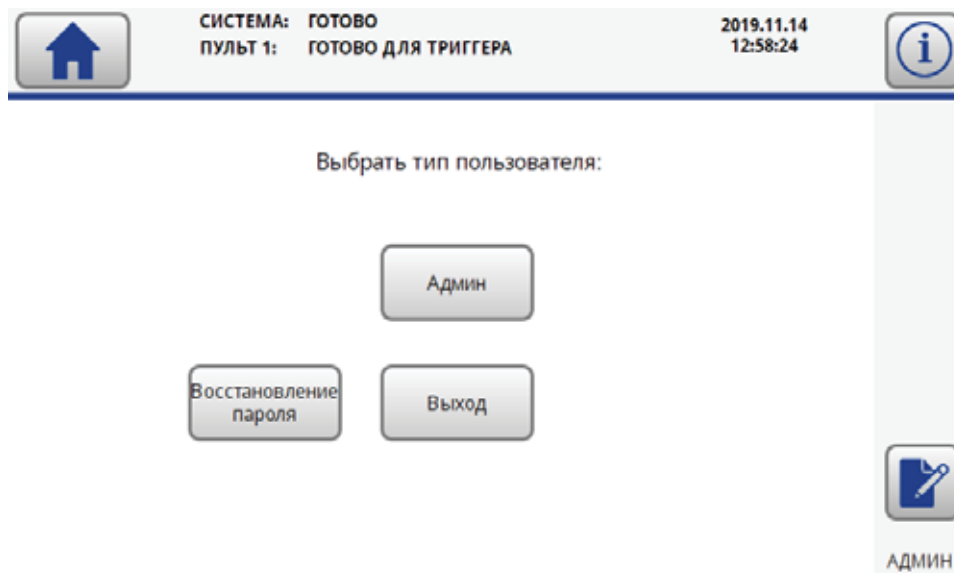 СИСТЕМА: ГОТОВО
ПУЛЬТ 1: ГОТОВО ДЛЯ ТРИГГЕРА
2019.11.14
12:58:24
i
Выбрать тип пользователя:
Админ
Восстановление
пароля
Выход
АДМИН